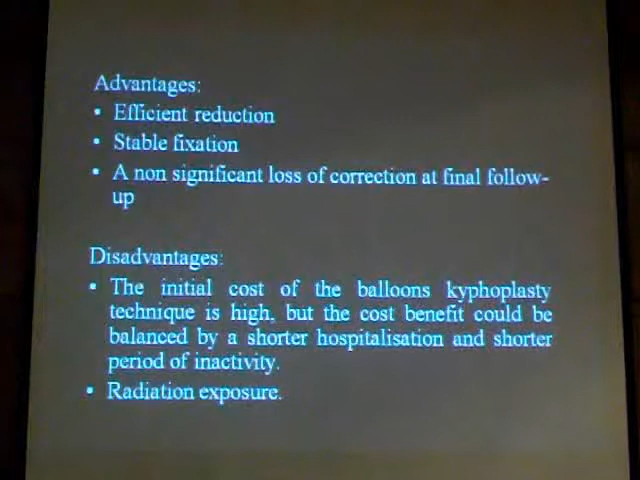 Advantages:
• Efficient reduction
• Stable fixation
• A non significant loss of correction at final follow-
up
Disadvantages:
• The initial cost of the balloons kyphoplasty
technique is high, but the cost benefit could be
balanced by a shorter hospitalisation and shorter
period of inactivity.
• Radiation exposure.